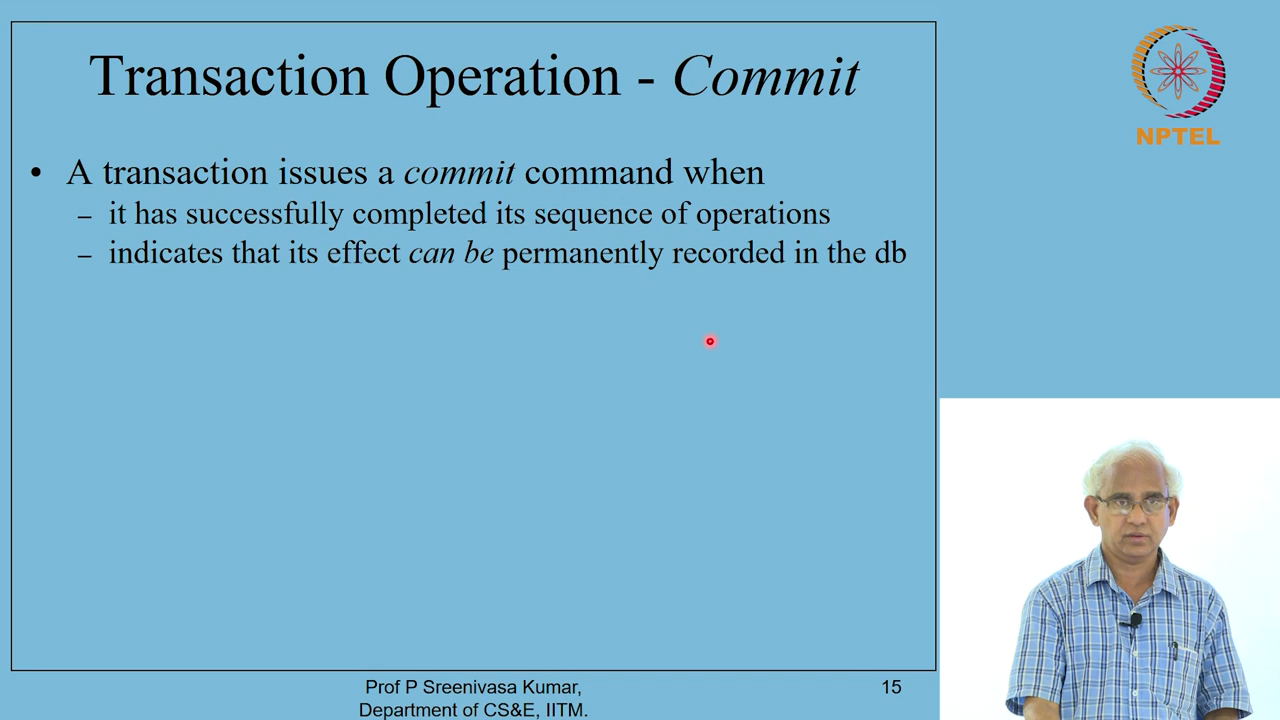 Transaction Operation - Commit
NPTEL
• A transaction issues a commit command when
– it has successfully completed its sequence of operations
– indicates that its effect can be permanently recorded in the db
Prof P Sreenivasa Kumar,
Department of CS&E, IITM.
15